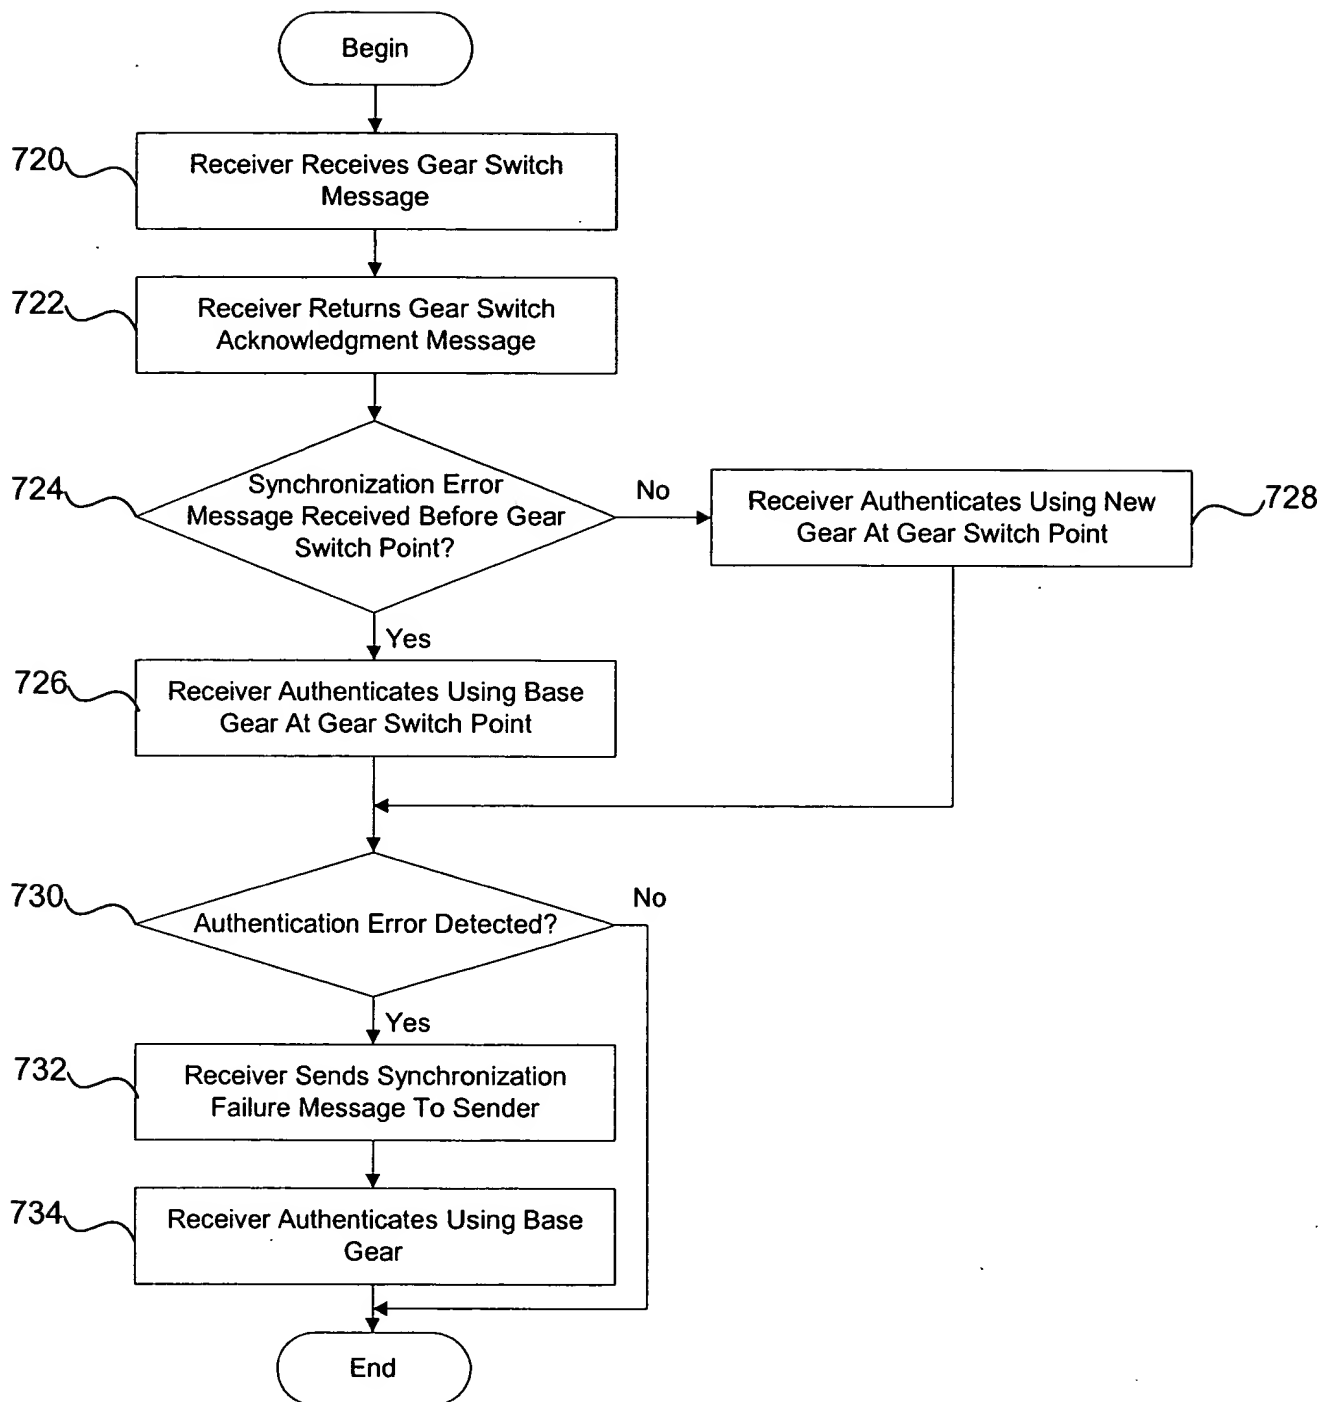 Begin
720
Receiver Receives Gear Switch
Message
722
Receiver Returns Gear Switch
Acknowledgment Message
724
Synchronization Error
Message Received Before Gear
Switch Point?
No
Receiver Authenticates Using New
Gear At Gear Switch Point
728
Yes
726
Receiver Authenticates Using Base
Gear At Gear Switch Point
730
Authentication Error Detected?
No
Yes
732
Receiver Sends Synchronization
Failure Message To Sender
734
Receiver Authenticates Using Base
Gear
End